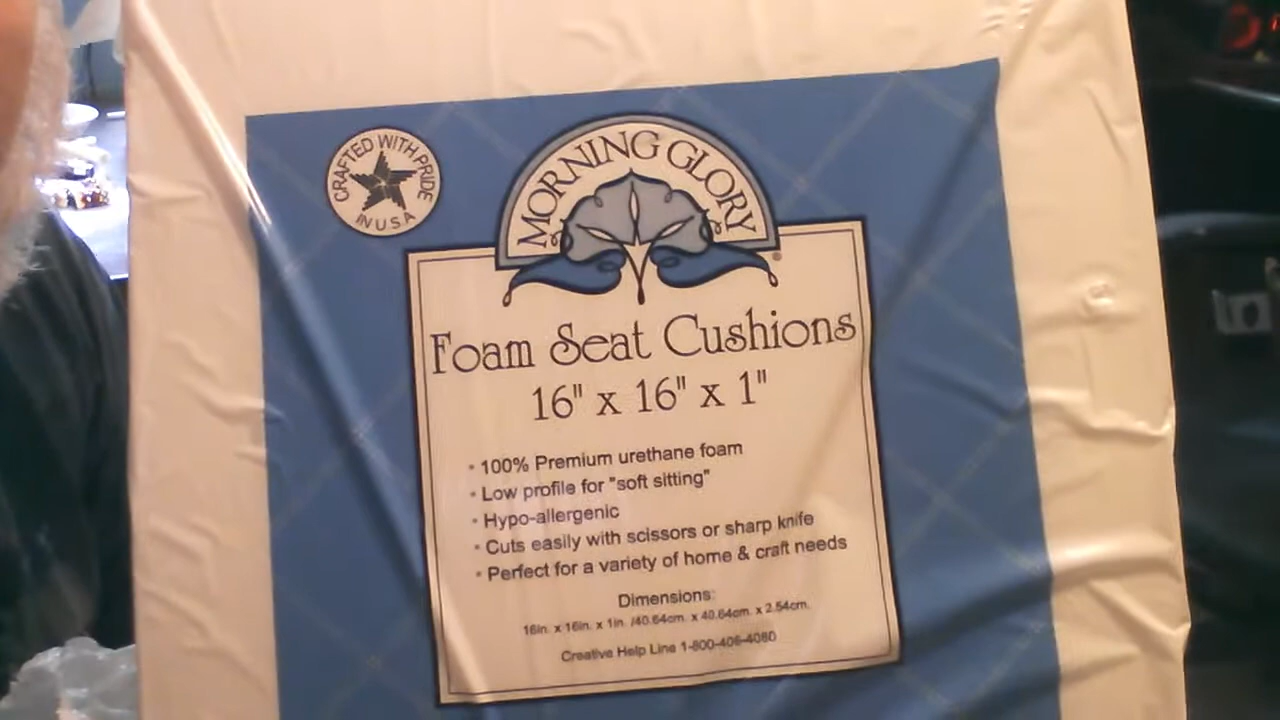 CRAFTED WITH PRIDE
IN USA
MORNING GLORY
®
Foam Seat Cushions
16" x 16" x 1"
• 100% Premium urethane foam
• Low profile for "soft sitting"
• Hypo-allergenic
• Cuts easily with scissors or sharp knife
• Perfect for a variety of home & craft needs
Dimensions:
16in. x 16in. x 1in. /40.64cm. x 40.64cm. x 2.54cm.
Creative Help Line 1-800-406-4080